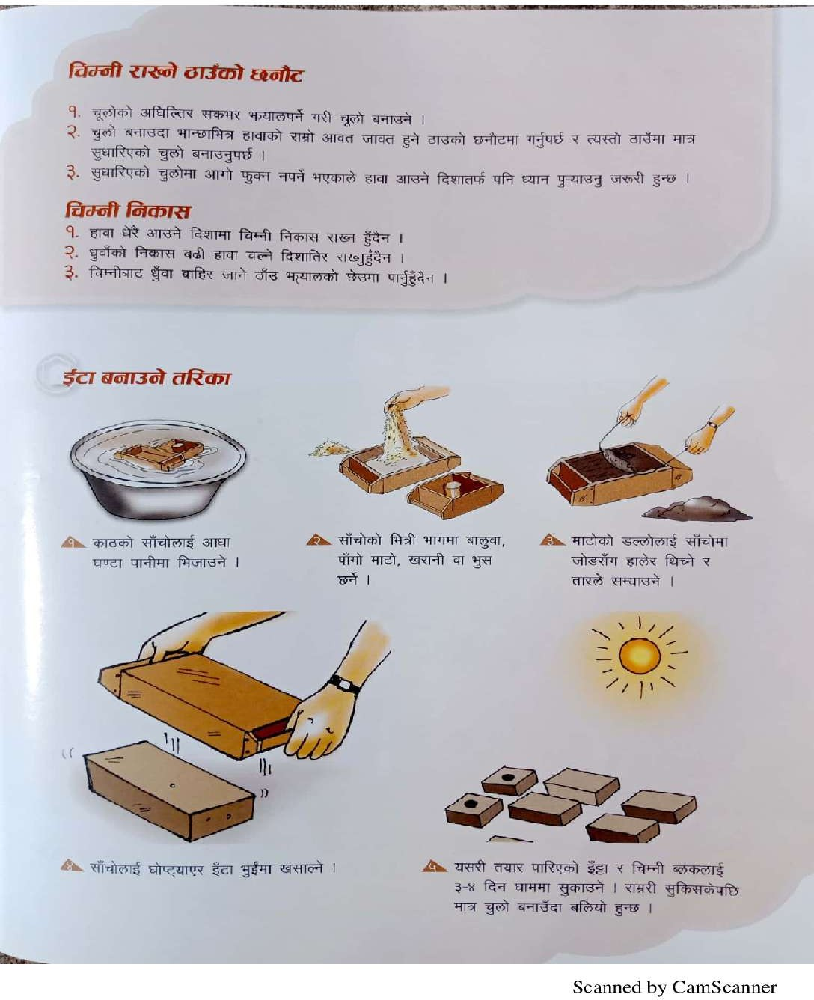 चिम्नी राख्ने ठाउँको छनौट
१. चूलोको अघिल्तिर सकभर झ्यालपर्ने गरी चूलो बनाउने ।
२. चुलो बनाउदा भान्छाभित्र हावाको राम्रो आवत जावत हुने ठाउको छनौटमा गर्नुपर्छ र त्यस्तो ठाउँमा मात्र
सुधारिएको चुलो बनाउनुपर्छ ।
३. सुधारिएको चुलोमा आगो फुक्न नपर्ने भएकाले हावा आउने दिशातर्फ पनि ध्यान पुऱ्याउनु जरूरी हुन्छ ।
चिम्नी निकास
१. हावा धेरै आउने दिशामा चिम्नी निकास राख्न हुँदैन ।
२. धुवाँको निकास बढी हावा चल्ने दिशातिर राख्नुहुँदैन ।
३. चिम्नीबाट धुँवा बाहिर जाने ठाँउ झ्यालको छेउमा पार्नुहुँदैन ।
ईंटा बनाउने तरिका
१ काठको साँचोलाई आधा
घण्टा पानीमा भिजाउने ।
२ साँचोको भित्री भागमा बालुवा,
पाँगो माटो, खरानी वा भुस
छर्ने ।
३ माटोको डल्लोलाई साँचोमा
जोडसँग हालेर थिच्ने र
तारले सम्याउने ।
४ साँचोलाई घोप्ट्याएर इँटा भुईंमा खसाल्ने ।
५ यसरी तयार पारिएको इँट्टा र चिम्नी ब्लकलाई
३-४ दिन घाममा सुकाउने । राम्ररी सुकिसकेपछि
मात्र चुलो बनाउँदा बलियो हुन्छ ।
Scanned by CamScanner